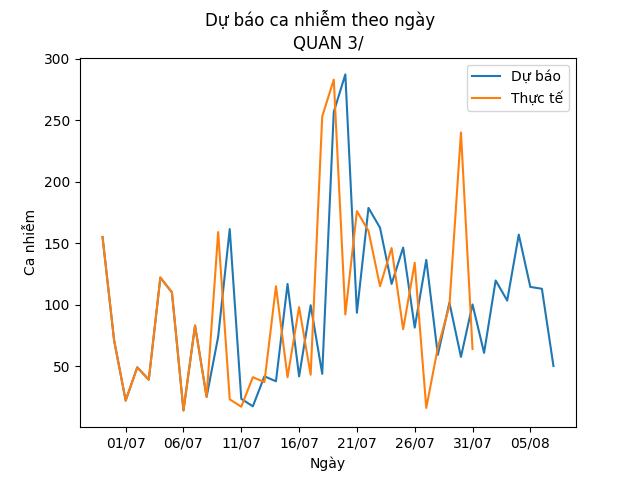 Dự báo ca nhiễm theo ngày
QUAN 3/
300
250
200
150
100
50
Ca nhiễm
Dự báo
Thực tế
01/07
06/07
11/07
16/07
21/07
26/07
31/07
05/08
Ngày